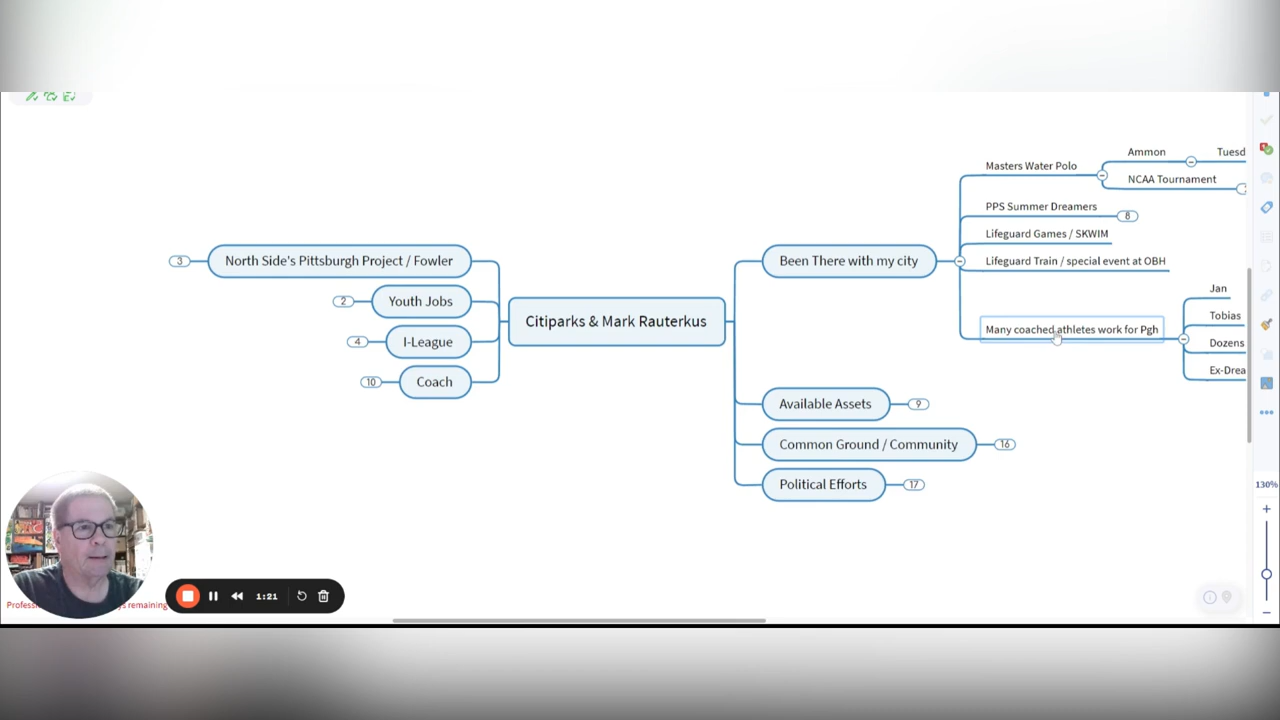 Ammon
Tuesd
Masters Water Polo
NCAA Tournament
PPS Summer Dreamers
8
Lifeguard Games / SKWIM
North Side's Pittsburgh Project / Fowler
3
Been There with my city
Lifeguard Train / special event at OBH
Jan
Youth Jobs
2
Citiparks & Mark Rauterkus
Tobias
Many coached athletes work for Pgh
I-League
4
Dozens
Ex-Drea
Coach
10
Available Assets
9
Common Ground / Community
16
Political Efforts
17
130%
1:21
Profess
ys remaining